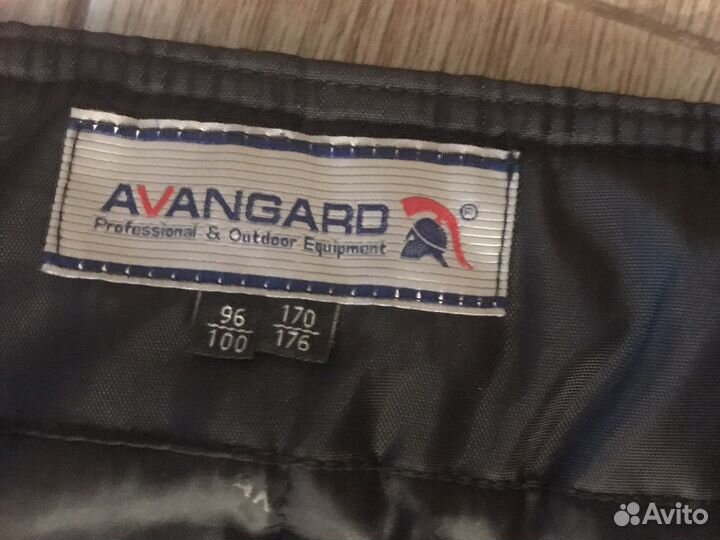 AVANGARD ®
Professional & Outdoor Equipment
96 170
100 176
Avito